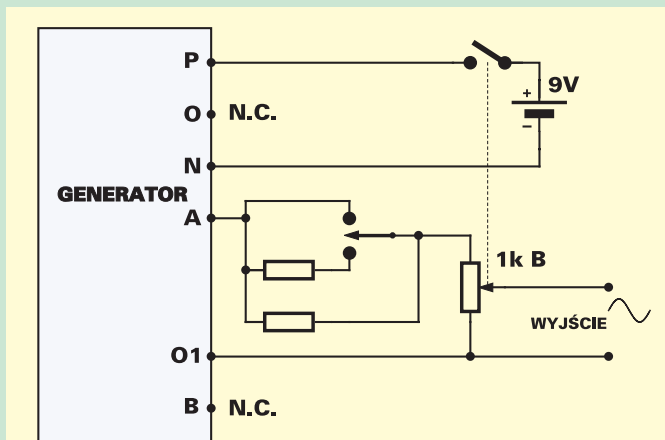 P
9V
+
O N.C.
−
N
GENERATOR
A
1k B
WYJŚCIE
O1
B N.C.